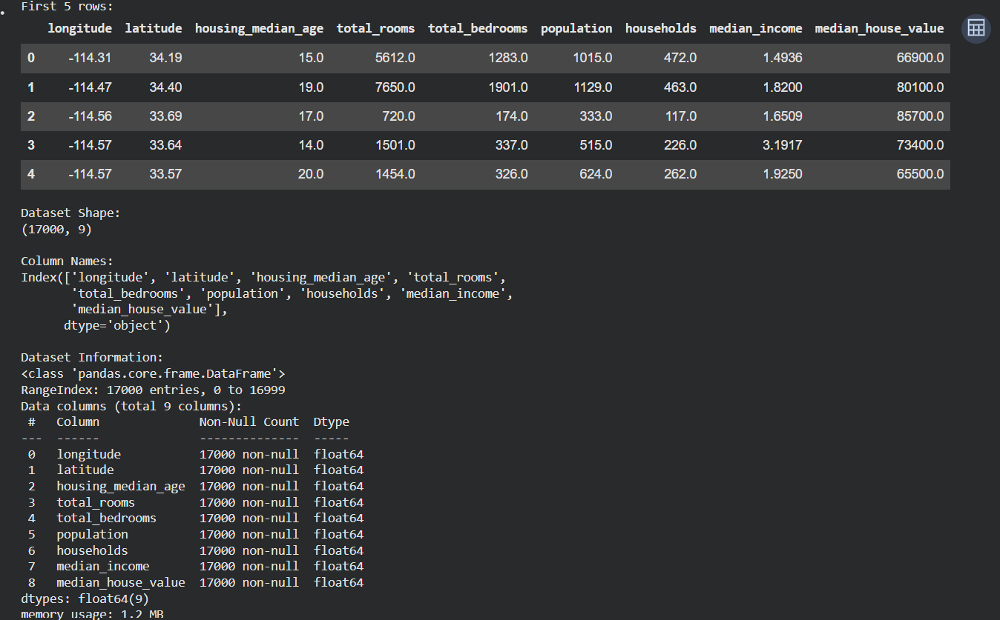 First 5 rows:
longitude latitude housing_median_age total_rooms total_bedrooms population households median_income median_house_value
0 -114.31 34.19 15.0 5612.0 1283.0 1015.0 472.0 1.4936 66900.0
1 -114.47 34.40 19.0 7650.0 1901.0 1129.0 463.0 1.8200 80100.0
2 -114.56 33.69 17.0 720.0 174.0 333.0 117.0 1.6509 85700.0
3 -114.57 33.64 14.0 1501.0 337.0 515.0 226.0 3.1917 73400.0
4 -114.57 33.57 20.0 1454.0 326.0 624.0 262.0 1.9250 65500.0
Dataset Shape:
(17000, 9)
Column Names:
Index(['longitude', 'latitude', 'housing_median_age', 'total_rooms',
'total_bedrooms', 'population', 'households', 'median_income',
'median_house_value'],
dtype='object')
Dataset Information:
<class 'pandas.core.frame.DataFrame'>
RangeIndex: 17000 entries, 0 to 16999
Data columns (total 9 columns):
# Column Non-Null Count Dtype
--- ------ -------------- -----
0 longitude 17000 non-null float64
1 latitude 17000 non-null float64
2 housing_median_age 17000 non-null float64
3 total_rooms 17000 non-null float64
4 total_bedrooms 17000 non-null float64
5 population 17000 non-null float64
6 households 17000 non-null float64
7 median_income 17000 non-null float64
8 median_house_value 17000 non-null float64
dtypes: float64(9)
memory usage: 1.2 MB